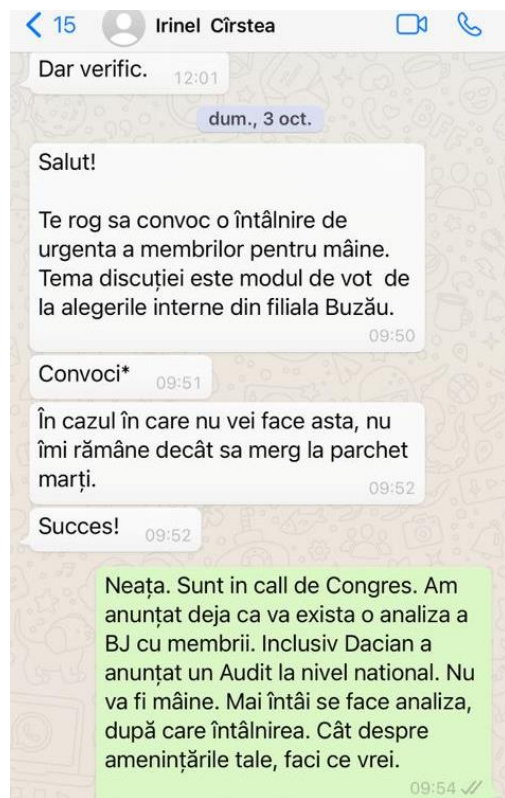 15 Irinel Cîrstea
Dar verific. 12:01
dum., 3 oct.
Salut!
Te rog sa convoc o întâlnire de
urgenta a membrilor pentru mâine.
Tema discuției este modul de vot de
la alegerile interne din filiala Buzău.
09:50
Convoci* 09:51
În cazul în care nu vei face asta, nu
îmi rămâne decât sa merg la parchet
marți.
09:52
Succes! 09:52
Neața. Sunt in call de Congres. Am
anunțat deja ca va exista o analiza a
BJ cu membrii. Inclusiv Dacian a
anunțat un Audit la nivel national. Nu
va fi mâine. Mai întâi se face analiza,
după care întâlnirea. Cât despre
amenințările tale, faci ce vrei.
09:54